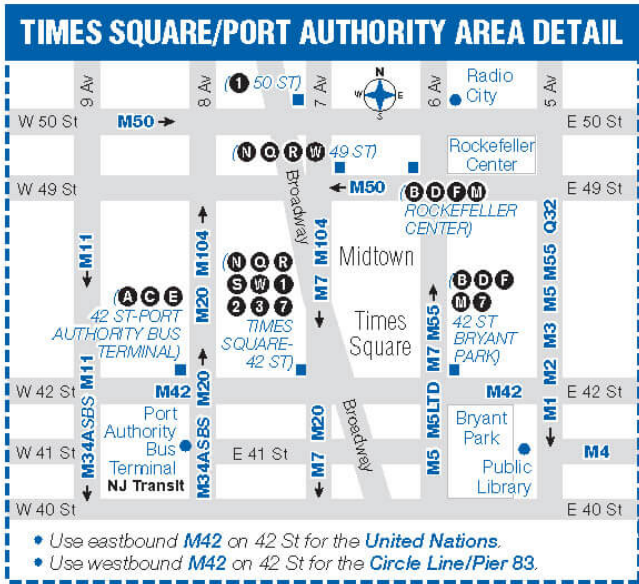 TIMES SQUARE/PORT AUTHORITY AREA DETAIL
9 Av
8 Av
(1 50 ST)
7 Av
N
W E
S
6 Av
Radio
City
5 Av
W 50 St
M50 →
E 50 St
(N Q R W 49 ST)
Rockefeller
Center
W 49 St
Broadway
← M50
(B D F M
ROCKEFELLER
CENTER)
E 49 St
M11
M104
M20
M104
M7
Midtown
Times
Square
M55
M7
M5LTD
M5
Q32
M55
M5
M3
M2
M1
(A C E
42 ST-PORT
AUTHORITY BUS
TERMINAL)
(N Q R
S W 1
2 3 7
TIMES
SQUARE-
42 ST)
(B D F
M 7
42 ST
BRYANT
PARK)
W 42 St
M11
M42
M20
M42
E 42 St
M34ASBS
Port
Authority
Bus
Terminal
NJ Transit
M34ASBS
M20
M7
Broadway
Bryant
Park
Public
Library
W 41 St
E 41 St
M4
W 40 St
E 40 St
• Use eastbound M42 on 42 St for the United Nations.
• Use westbound M42 on 42 St for the Circle Line/Pier 83.